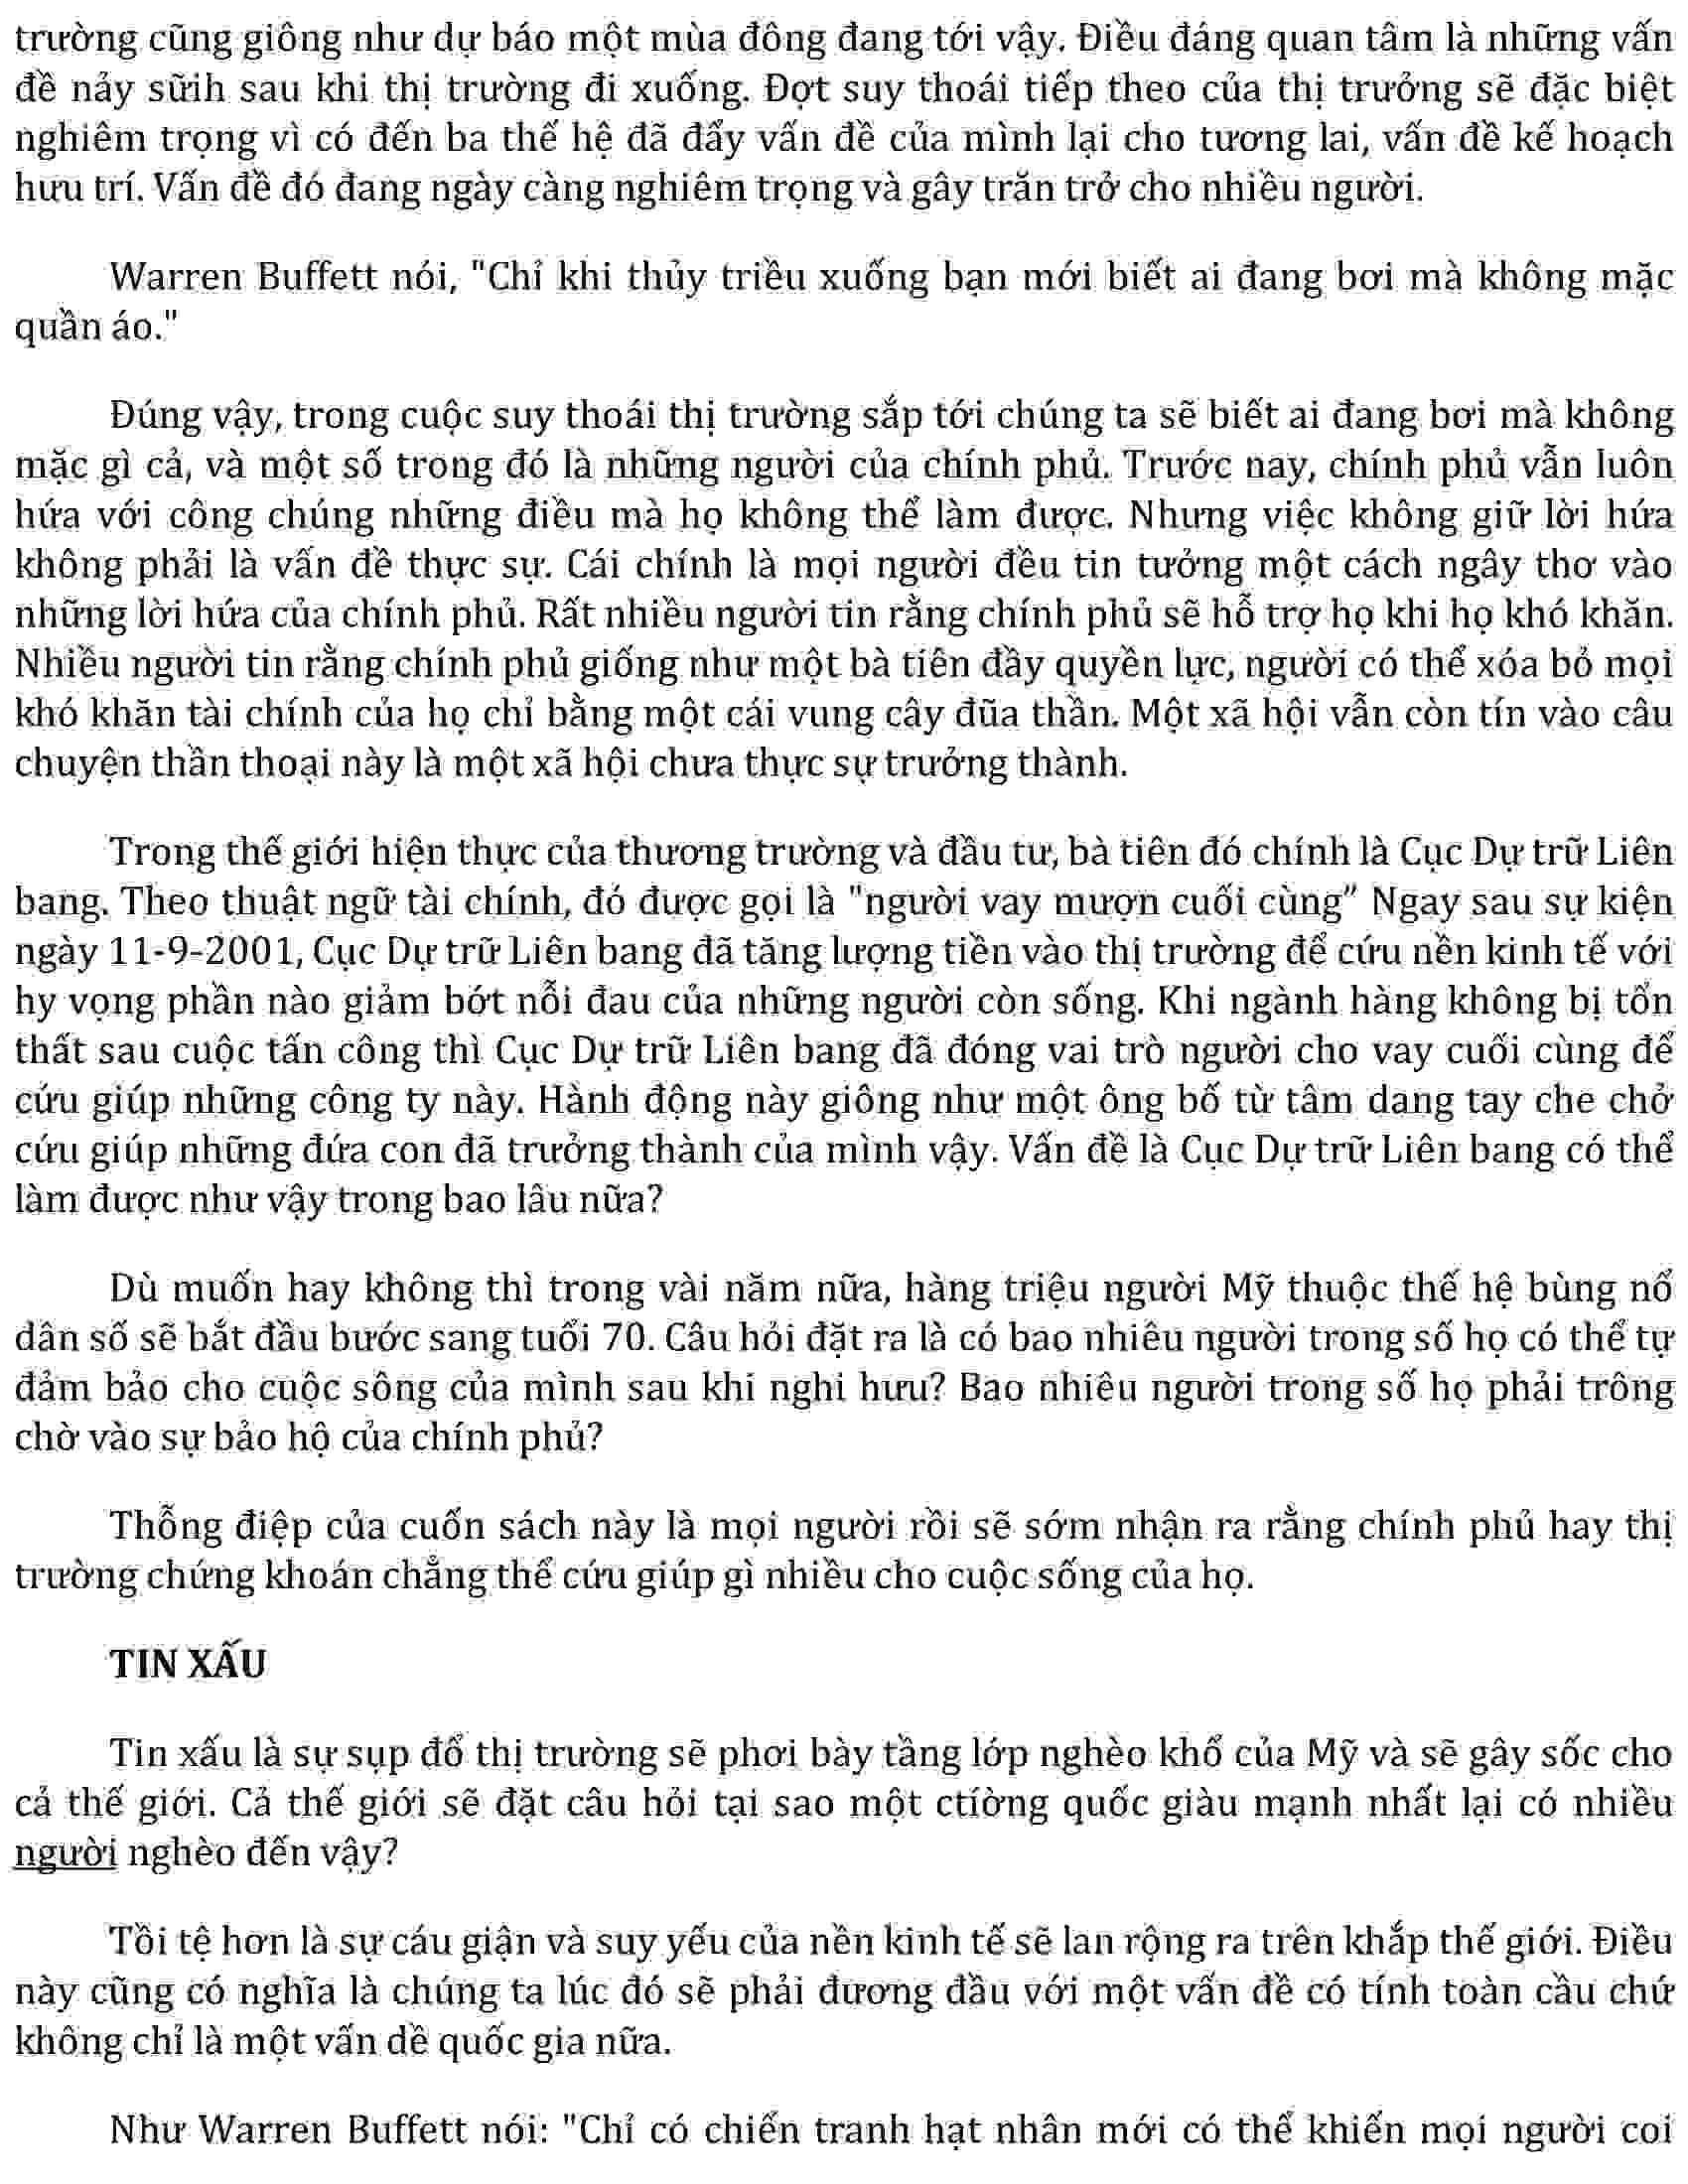 trường cũng giông như dự báo một mùa đông đang tới vậy. Điều đáng quan tâm là những vấn
đề nảy sữih sau khi thị trường đi xuống. Đợt suy thoái tiếp theo của thị trưởng sẽ đặc biệt
nghiêm trọng vì có đến ba thế hệ đã đẩy vấn đề của mình lại cho tương lai, vấn đề kế hoạch
hưu trí. Vấn đề đó đang ngày càng nghiêm trọng và gây trăn trở cho nhiều người.
Warren Buffett nói, "Chỉ khi thủy triều xuống bạn mới biết ai đang bơi mà không mặc
quần áo."
Đúng vậy, trong cuộc suy thoái thị trường sắp tới chúng ta sẽ biết ai đang bơi mà không
mặc gì cả, và một số trong đó là những người của chính phủ. Trước nay, chính phủ vẫn luôn
hứa với công chúng những điều mà họ không thể làm được. Nhưng việc không giữ lời hứa
không phải là vấn đề thực sự. Cái chính là mọi người đều tin tưởng một cách ngây thơ vào
những lời hứa của chính phủ. Rất nhiều người tin rằng chính phủ sẽ hỗ trợ họ khi họ khó khăn.
Nhiều người tin rằng chính phủ giống như một bà tiên đầy quyền lực, người có thể xóa bỏ mọi
khó khăn tài chính của họ chỉ bằng một cái vung cây đũa thần. Một xã hội vẫn còn tín vào câu
chuyện thần thoại này là một xã hội chưa thực sự trưởng thành.
Trong thế giới hiện thực của thương trường và đầu tư, bà tiên đó chính là Cục Dự trữ Liên
bang. Theo thuật ngữ tài chính, đó được gọi là "người vay mượn cuối cùng" Ngay sau sự kiện
ngày 11-9-2001, Cục Dự trữ Liên bang đã tăng lượng tiền vào thị trường để cứu nền kinh tế với
hy vọng phần nào giảm bớt nỗi đau của những người còn sống. Khi ngành hàng không bị tổn
thất sau cuộc tấn công thì Cục Dự trữ Liên bang đã đóng vai trò người cho vay cuối cùng để
cứu giúp những công ty này. Hành động này giông như một ông bố từ tâm dang tay che chở
cứu giúp những đứa con đã trưởng thành của mình vậy. Vấn đề là Cục Dự trữ Liên bang có thể
làm được như vậy trong bao lâu nữa?
Dù muốn hay không thì trong vài năm nữa, hàng triệu người Mỹ thuộc thế hệ bùng nổ
dân số sẽ bắt đầu bước sang tuổi 70. Câu hỏi đặt ra là có bao nhiêu người trong số họ có thể tự
đảm bảo cho cuộc sông của mình sau khi nghi hưu? Bao nhiêu người trong số họ phải trông
chờ vào sự bảo hộ của chính phủ?
Thỗng điệp của cuốn sách này là mọi người rồi sẽ sớm nhận ra rằng chính phủ hay thị
trường chứng khoán chẳng thể cứu giúp gì nhiều cho cuộc sống của họ.
TIN XẤU
Tin xấu là sự sụp đổ thị trường sẽ phơi bày tầng lớp nghèo khổ của Mỹ và sẽ gây sốc cho
cả thế giới. Cả thế giới sẽ đặt câu hỏi tại sao một ctíờng quốc giàu mạnh nhất lại có nhiều
người nghèo đến vậy?
Tồi tệ hơn là sự cáu giận và suy yếu của nền kinh tế sẽ lan rộng ra trên khắp thế giới. Điều
này cũng có nghĩa là chúng ta lúc đó sẽ phải đương đầu với một vấn đề có tính toàn cầu chứ
không chỉ là một vấn dề quốc gia nữa.
Như Warren Buffett nói: "Chỉ có chiến tranh hạt nhân mới có thể khiến mọi người coi